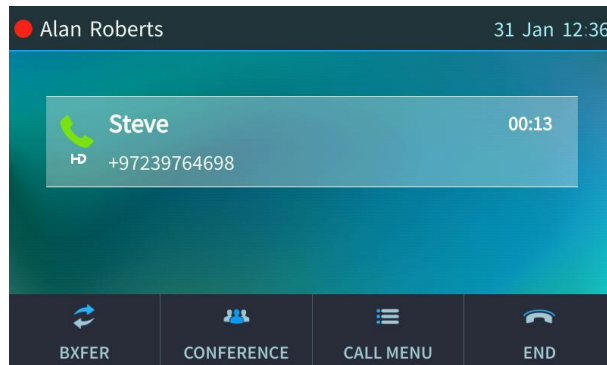 Alan Roberts
31 Jan 12:36
Steve
00:13
HD
+97239764698
BXFER
CONFERENCE
CALL MENU
END